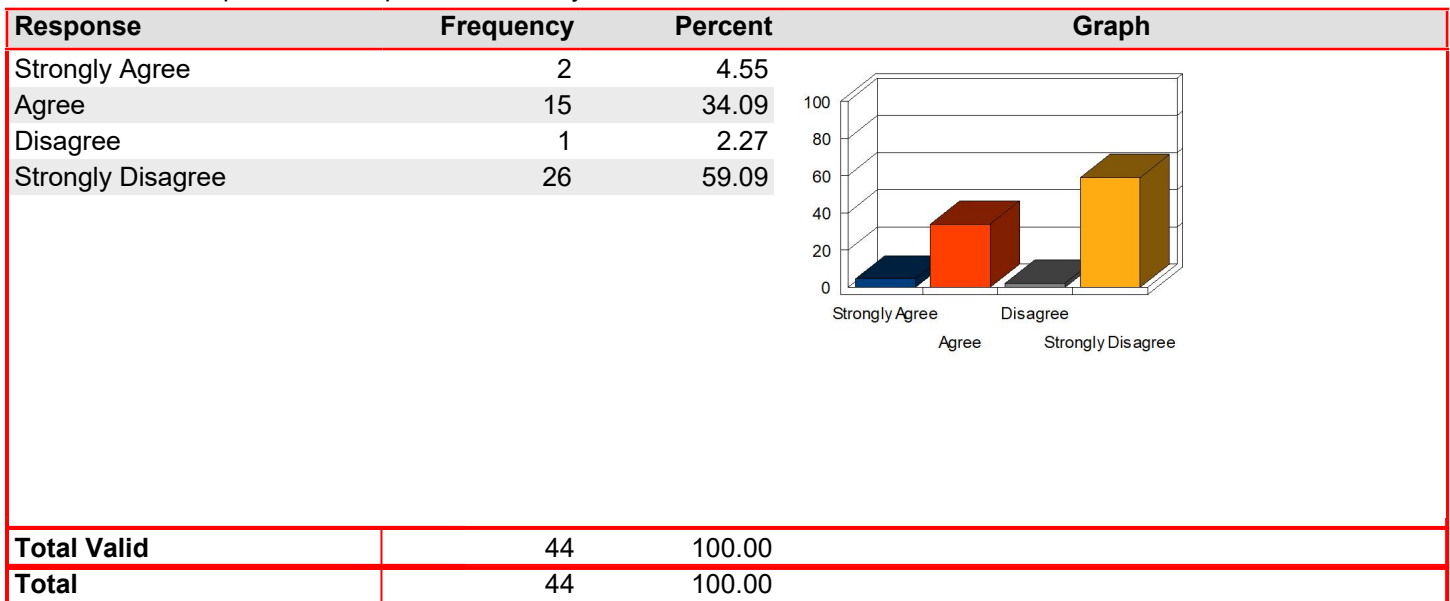 Response Frequency Percent Graph
Strongly Agree 2 4.55
Agree 15 34.09
Disagree 1 2.27
Strongly Disagree 26 59.09
100
80
60
40
20
0
Strongly Agree Disagree
Agree Strongly Disagree
Total Valid 44 100.00
Total 44 100.00